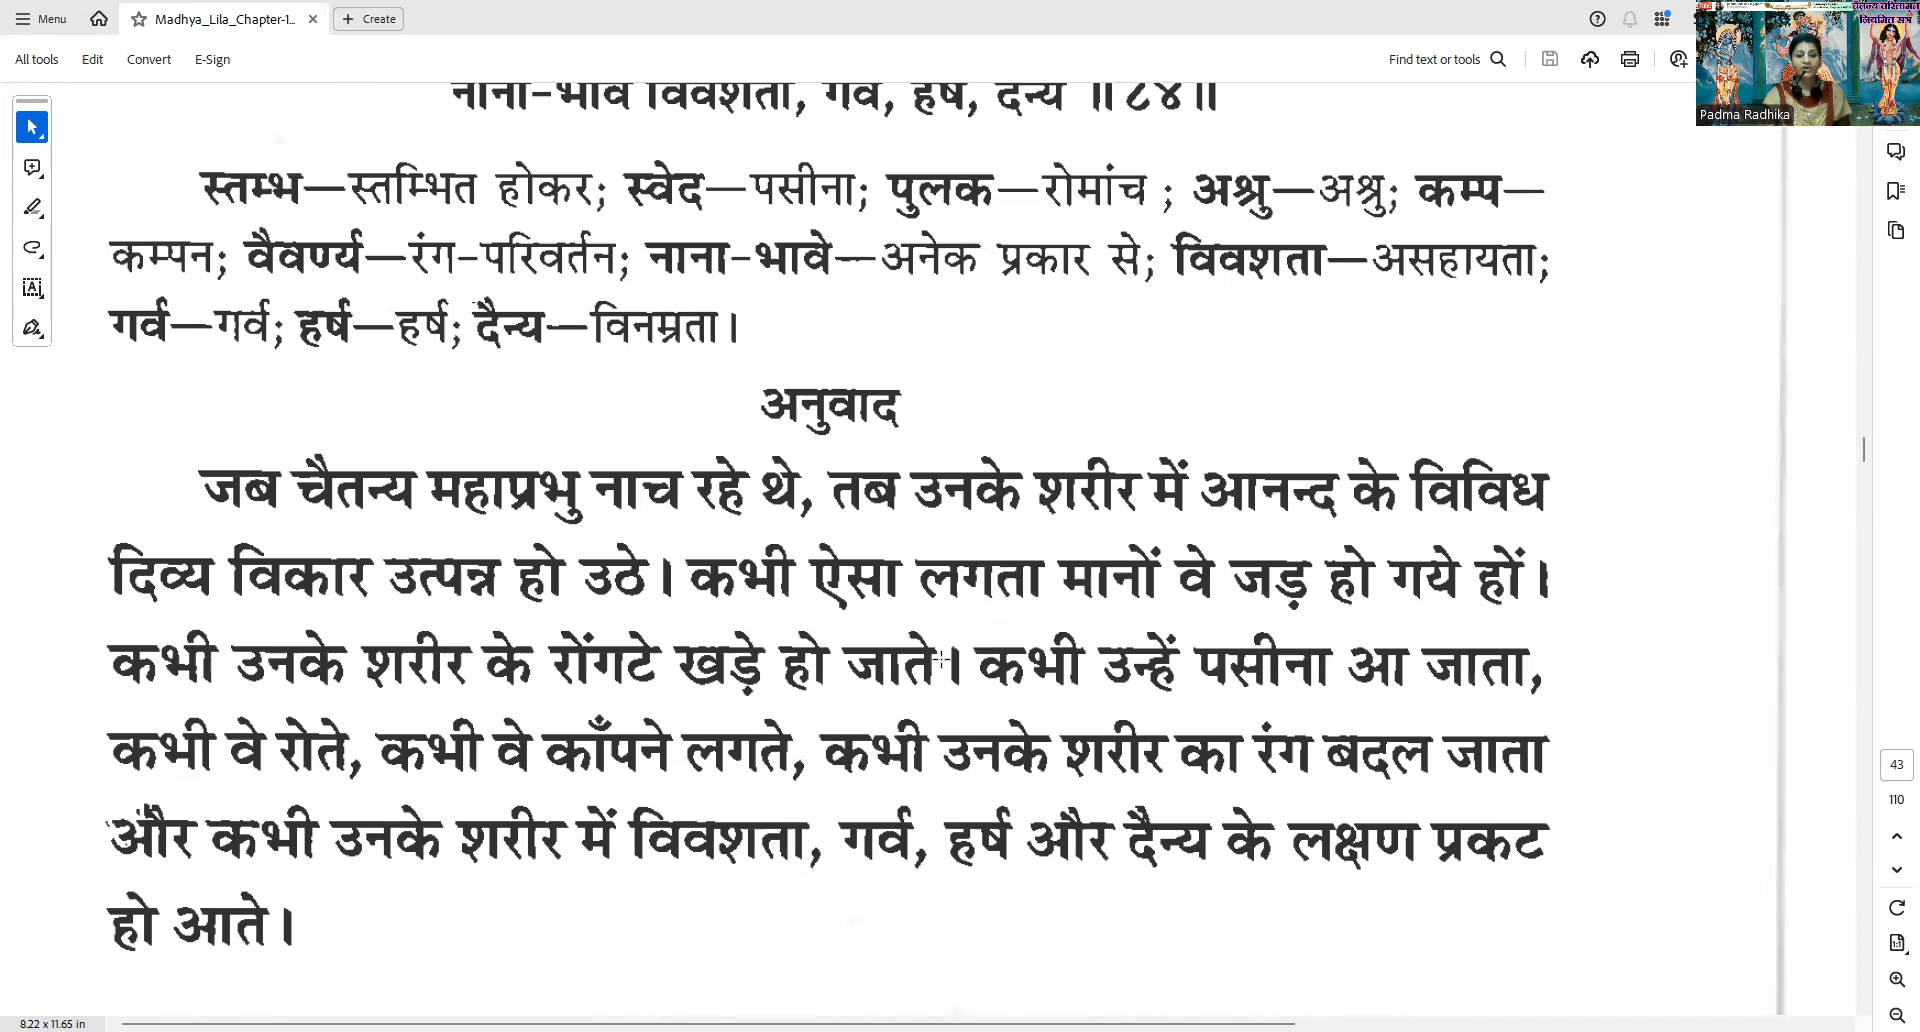 Menu
Madhya_Lila_Chapter-1...
Create
All tools
Edit
Convert
E-Sign
Find text or tools
चैतन्य चरितामृत
नियमित सत्र
Padma Radhika
नाना-भावे विवशता, गर्व, हर्ष, दैन्य ॥८४॥
स्तम्भ—स्तम्भित होकर; स्वेद—पसीना; पुलक—रोमांच ; अश्रु—अश्रु; कम्प—
कम्पन; वैवर्ण्य—रंग-परिवर्तन; नाना-भावे—अनेक प्रकार से; विवशता—असहायता;
गर्व—गर्व; हर्ष—हर्ष; दैन्य—विनम्रता।
अनुवाद
जब चैतन्य महाप्रभु नाच रहे थे, तब उनके शरीर में आनन्द के विविध
दिव्य विकार उत्पन्न हो उठे। कभी ऐसा लगता मानों वे जड़ हो गये हों।
कभी उनके शरीर के रोंगटे खड़े हो जाते। कभी उन्हें पसीना आ जाता,
कभी वे रोते, कभी वे काँपने लगते, कभी उनके शरीर का रंग बदल जाता
और कभी उनके शरीर में विवशता, गर्व, हर्ष और दैन्य के लक्षण प्रकट
हो आते।
43
110
8.22 x 11.65 in